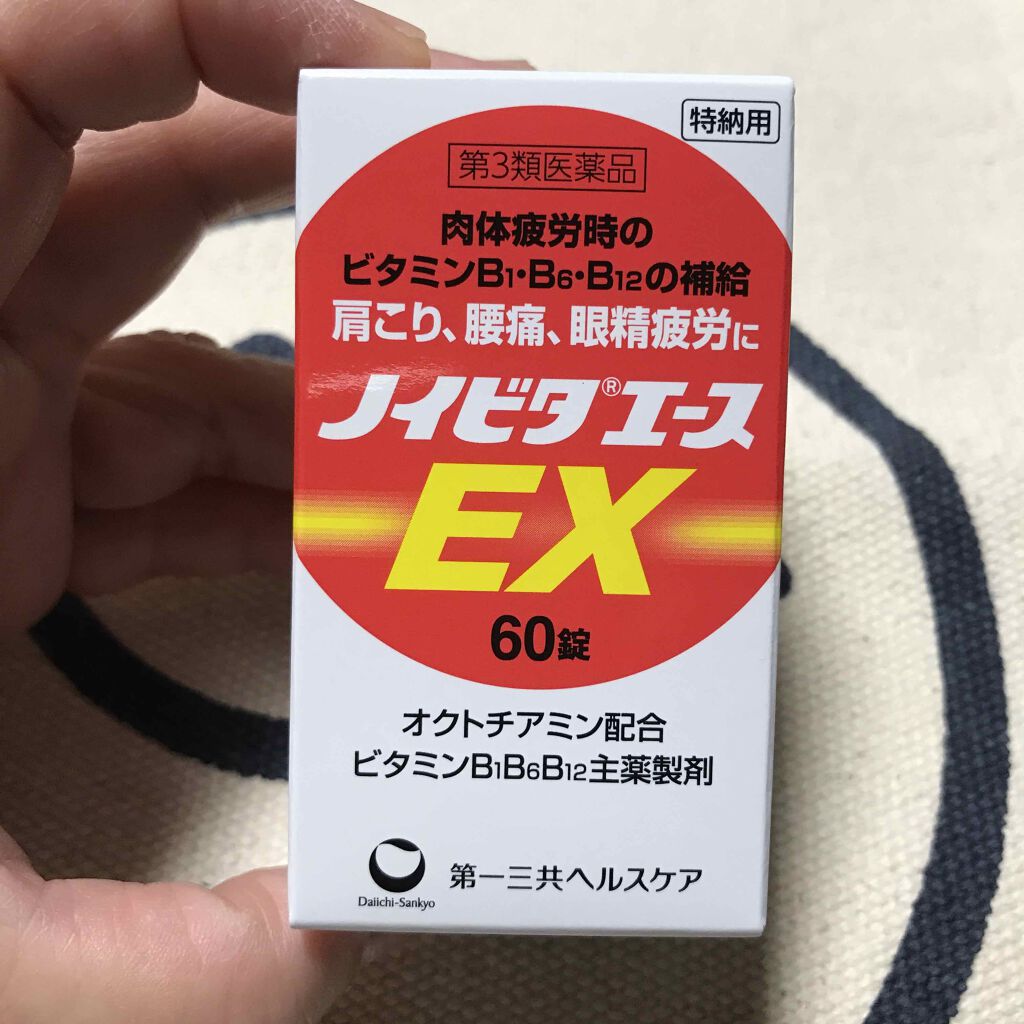 特納用
第3類医薬品
肉体疲労時の
ビタミンB1・B6・B12の補給
肩こり、腰痛、眼精疲労に
ノイビタ®エース
EX
60錠
オクトチアミン配合
ビタミンB1B6B12主薬製剤
第一三共ヘルスケア
Daiichi-Sankyo